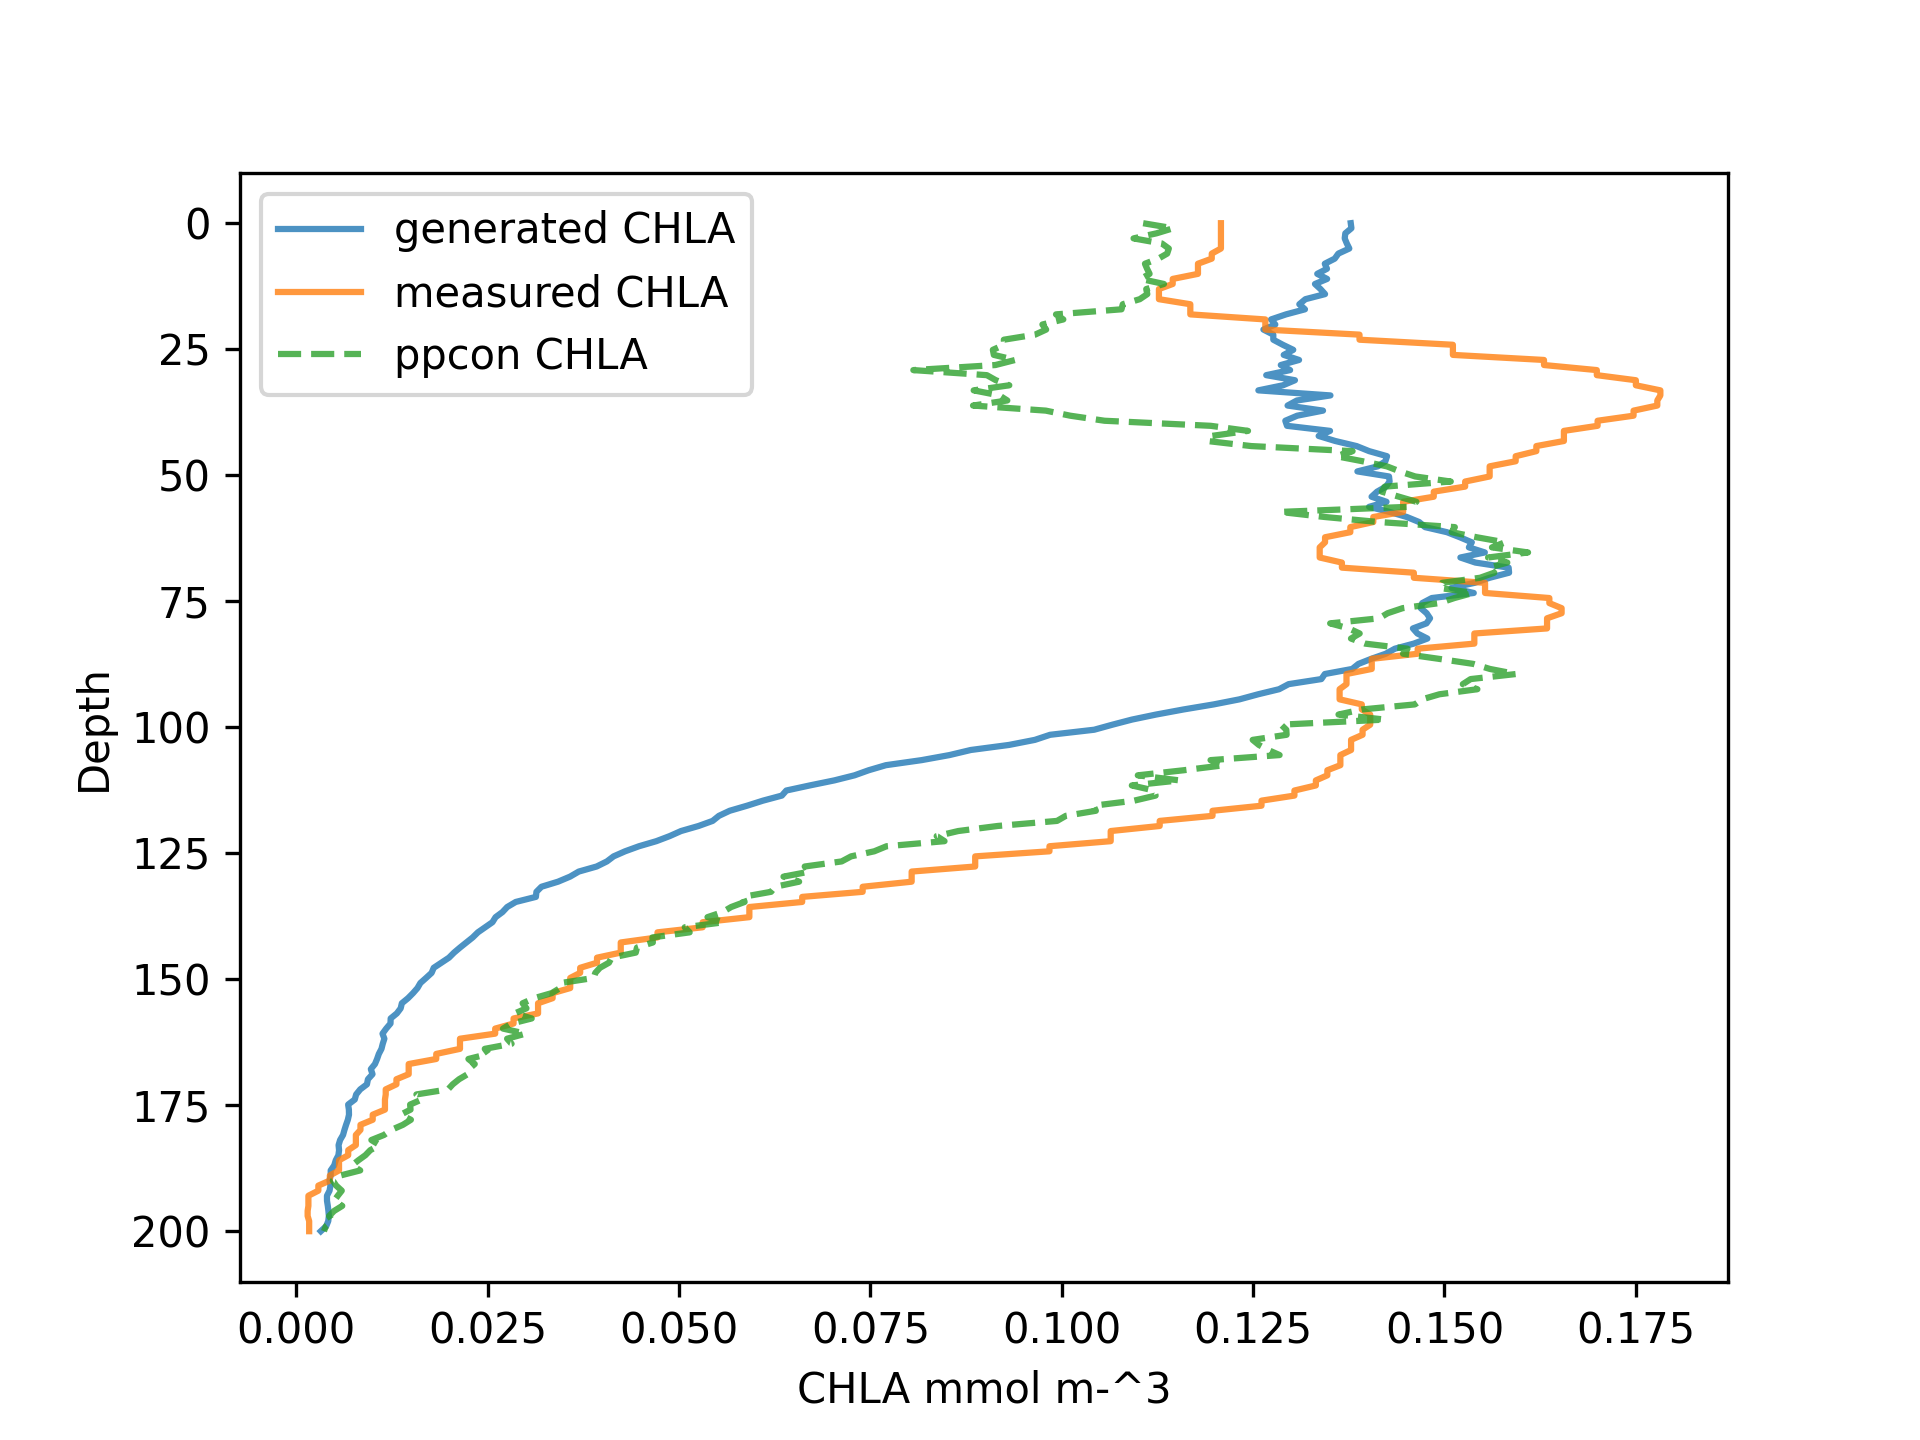 generated CHLA
measured CHLA
ppcon CHLA
0
25
50
75
100
125
150
175
200
Depth
0.000 0.025 0.050 0.075 0.100 0.125 0.150 0.175
CHLA mmol m-^3